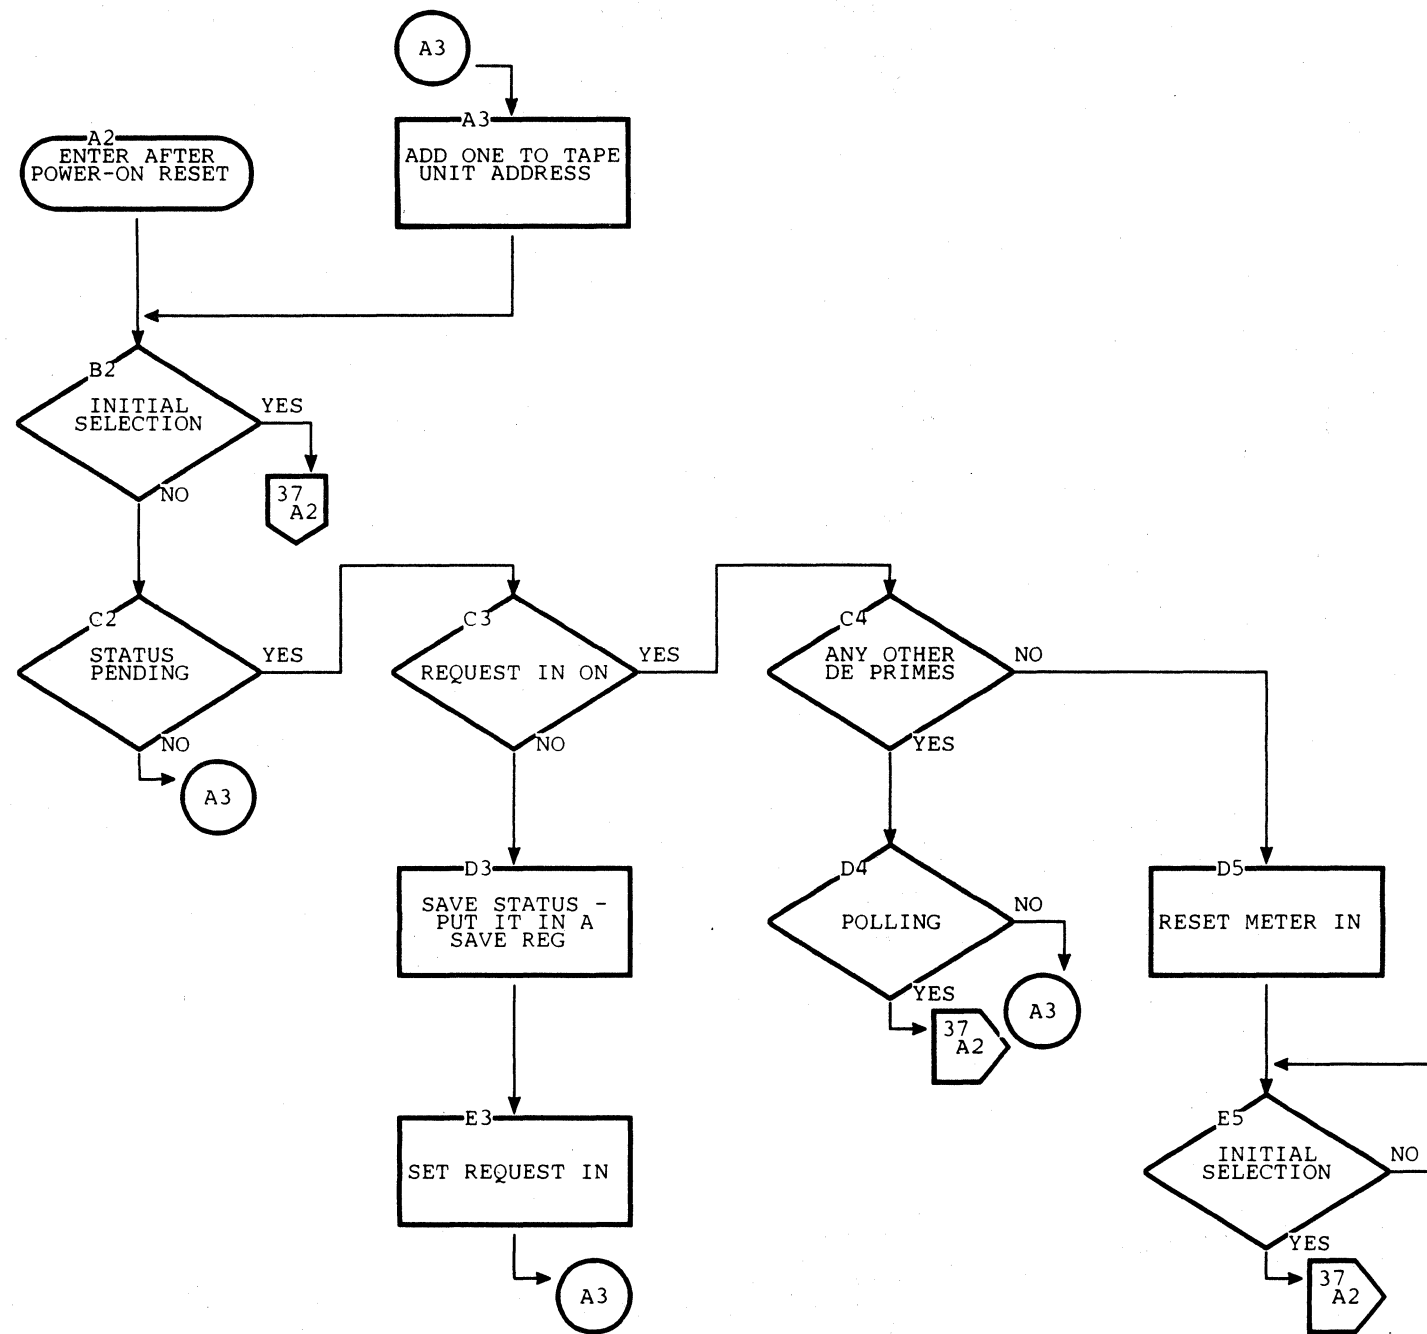 A3
A3
ADD ONE TO TAPE
UNIT ADDRESS
A2
ENTER AFTER
POWER-ON RESET
B2
INITIAL
SELECTION
YES
NO
37
A2
C2
STATUS
PENDING
YES
NO
A3
C3
REQUEST IN ON
YES
NO
C4
ANY OTHER
DE PRIMES
NO
YES
D3
SAVE STATUS -
PUT IT IN A
SAVE REG
D4
POLLING
NO
YES
37
A2
A3
D5
RESET METER IN
E3
SET REQUEST IN
A3
E5
INITIAL
SELECTION
NO
YES
37
A2